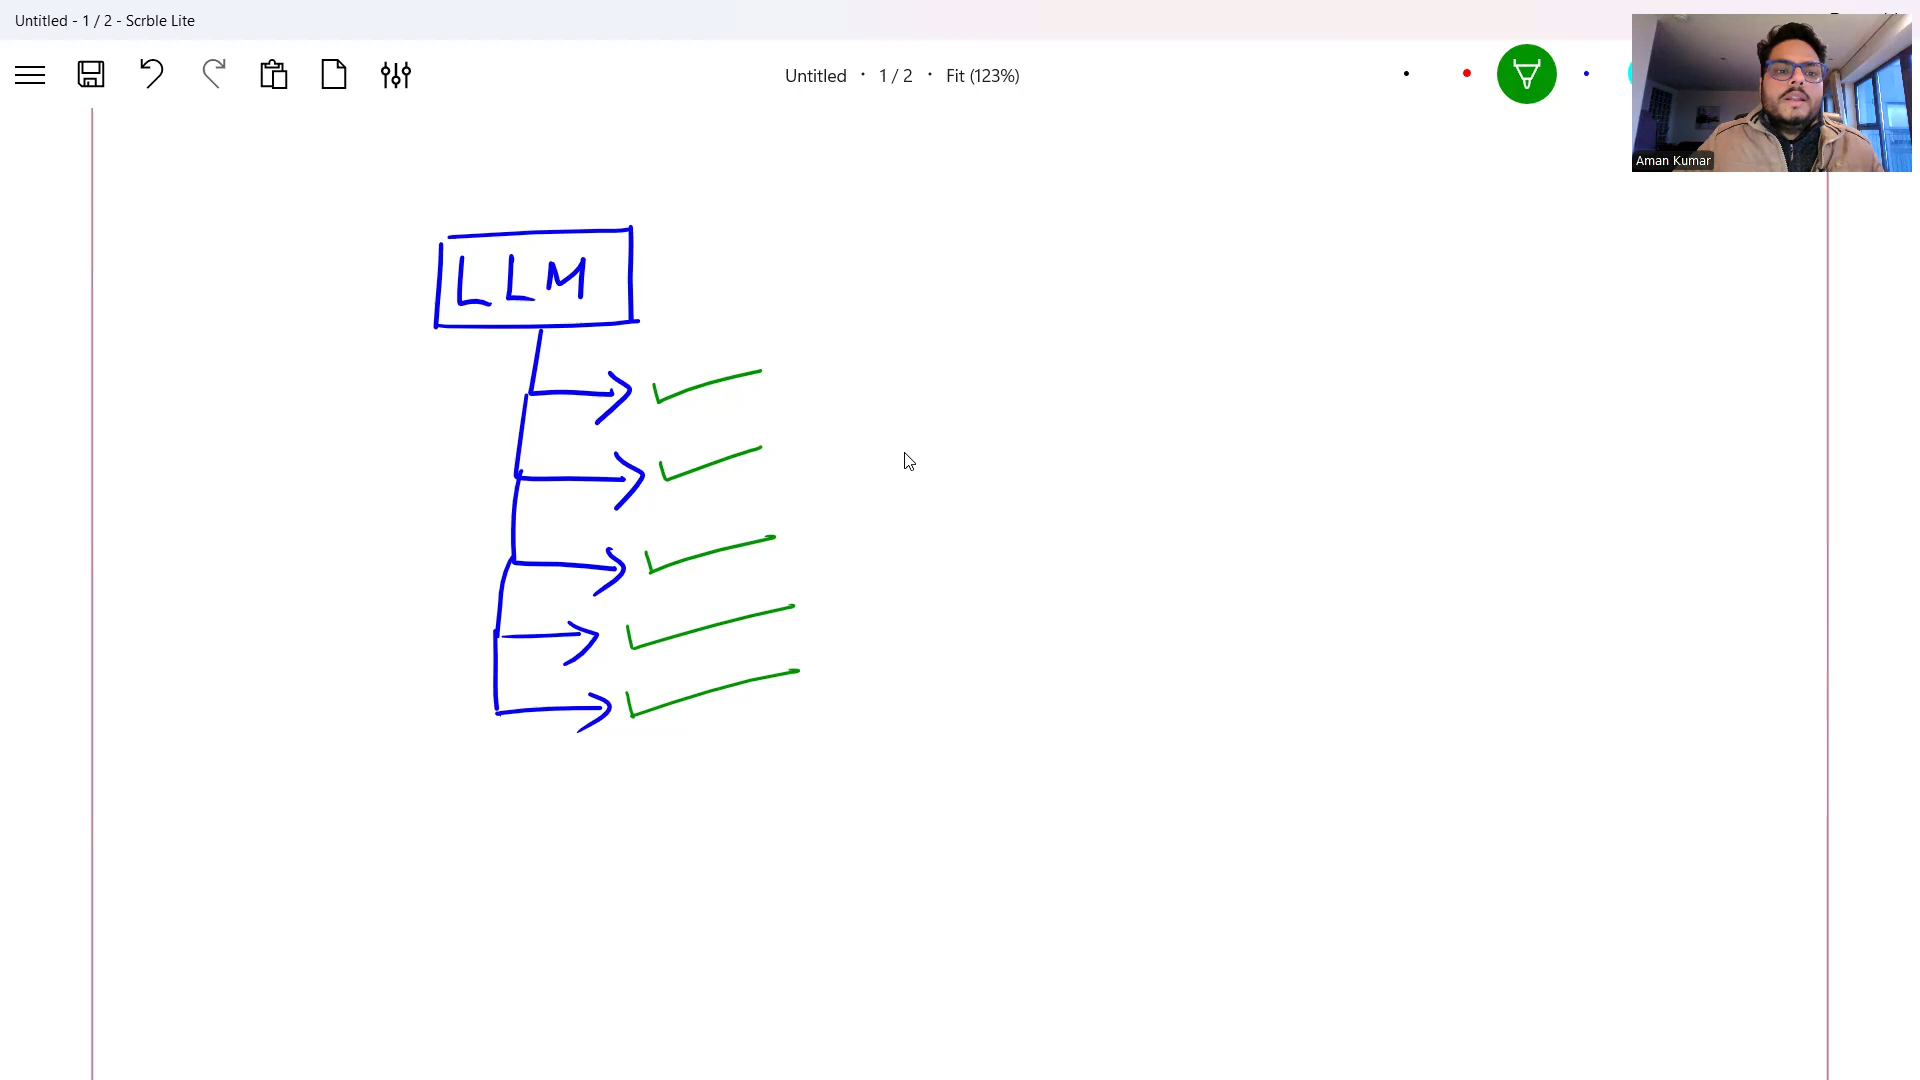 Untitled - 1 / 2 - Scrble Lite
Untitled · 1 / 2 · Fit (123%)
Aman Kumar
LLM